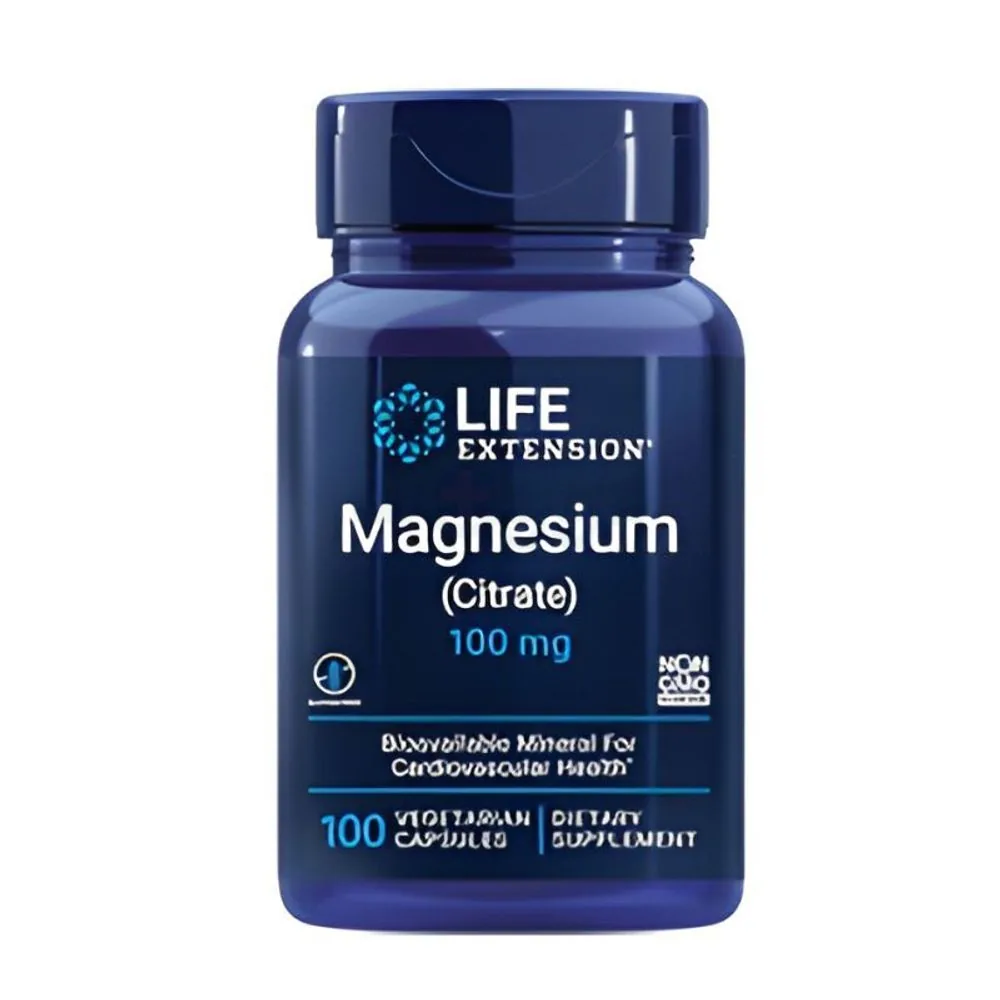 LIFE
EXTENSION
Magnesium
(Citrate)
100 mg
NON
GMO
Bioavailable Mineral For
Cardiovascular Health*
100 VEGETARIAN CAPSULES
DIETARY SUPPLEMENT